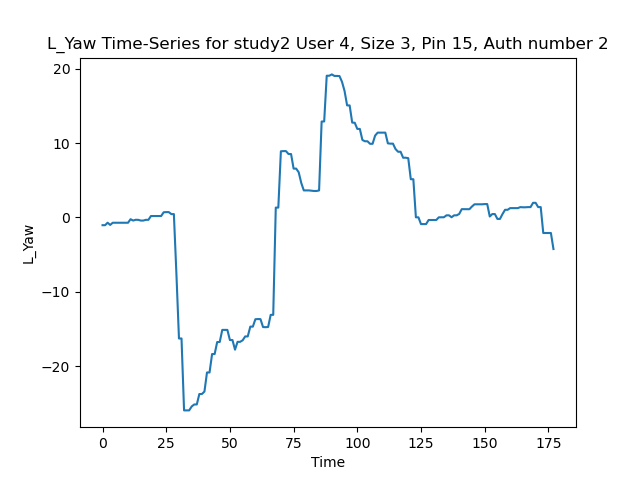 L_Yaw Time-Series for study2 User 4, Size 3, Pin 15, Auth number 2
20
10
0
−10
−20
L_Yaw
0 25 50 75 100 125 150 175
Time